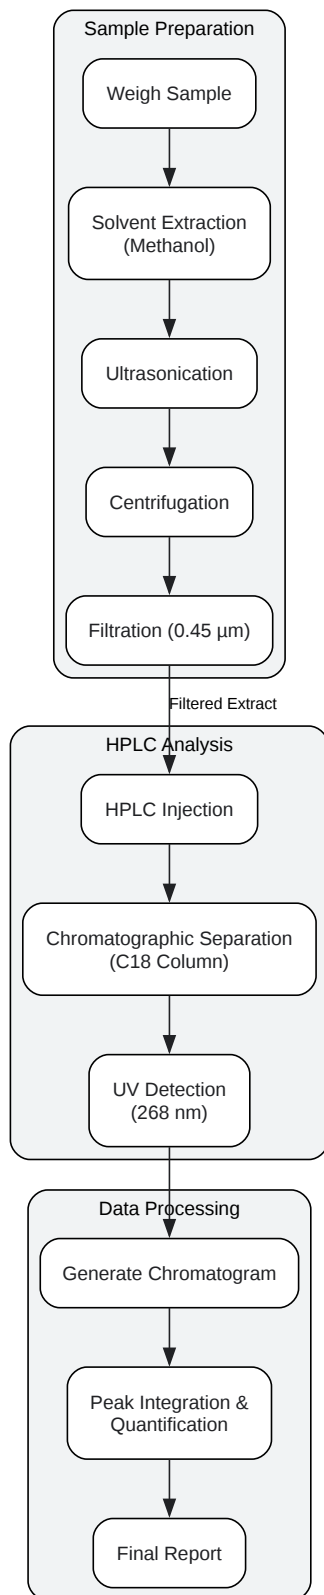 Sample Preparation
Weigh Sample
Solvent Extraction
(Methanol)
Ultrasonication
Centrifugation
Filtration (0.45 µm)
Filtered Extract
HPLC Analysis
HPLC Injection
Chromatographic Separation
(C18 Column)
UV Detection
(268 nm)
Data Processing
Generate Chromatogram
Peak Integration &
Quantification
Final Report